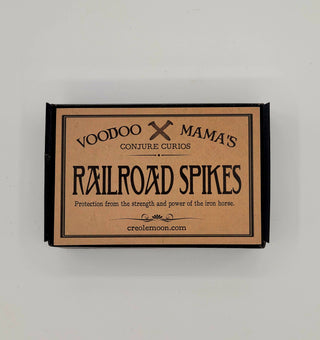 VOODOO MAMA'S
CONJURE CURIOS
RAILROAD SPIKES
Protection from the strength and power of the iron horse.
creolemoon.com